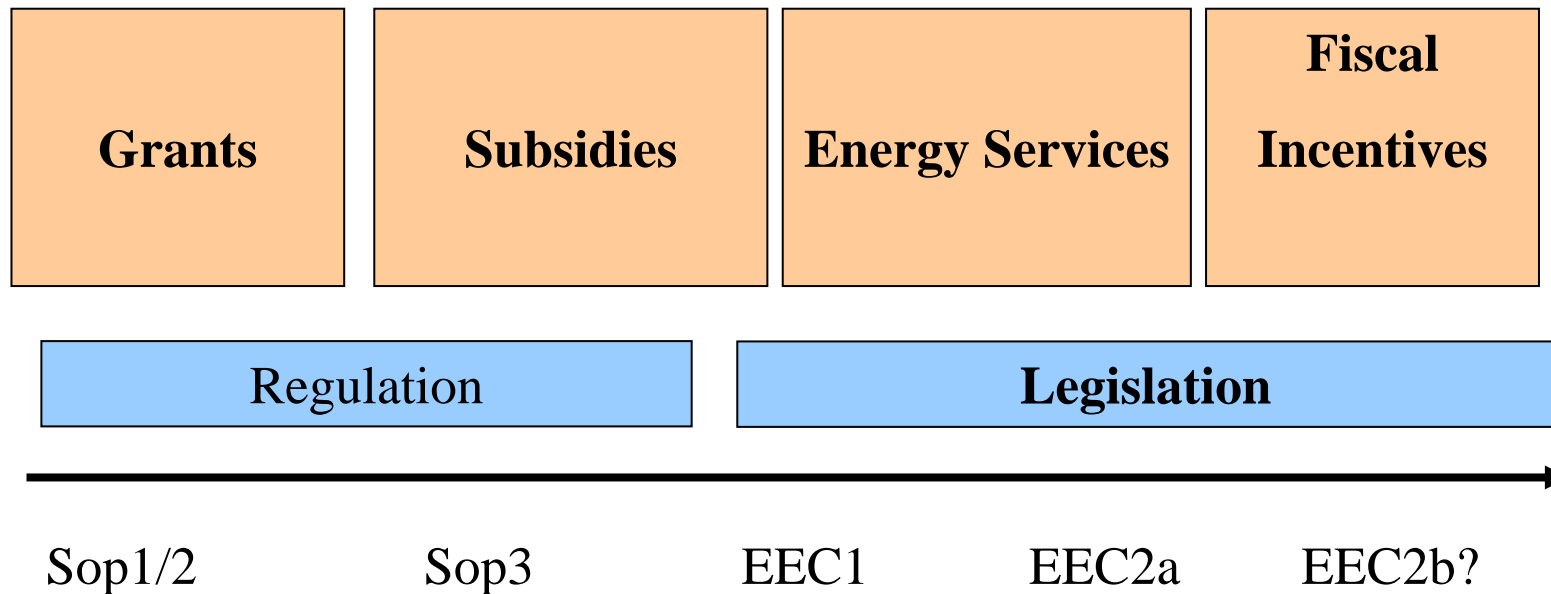 Grants
Subsidies
Energy Services
Fiscal
Incentives
Regulation
Legislation
Sop1/2
Sop3
EEC1
EEC2a
EEC2b?